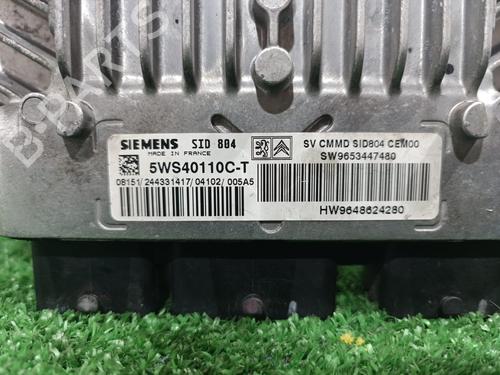 SIEMENS SID 804
MADE IN FRANCE
5WS40110C-T
08151/244331417/04102/005A5
SV CMMD SID804 CEM00
SW9653447480
HW9648624280
B-PARTS